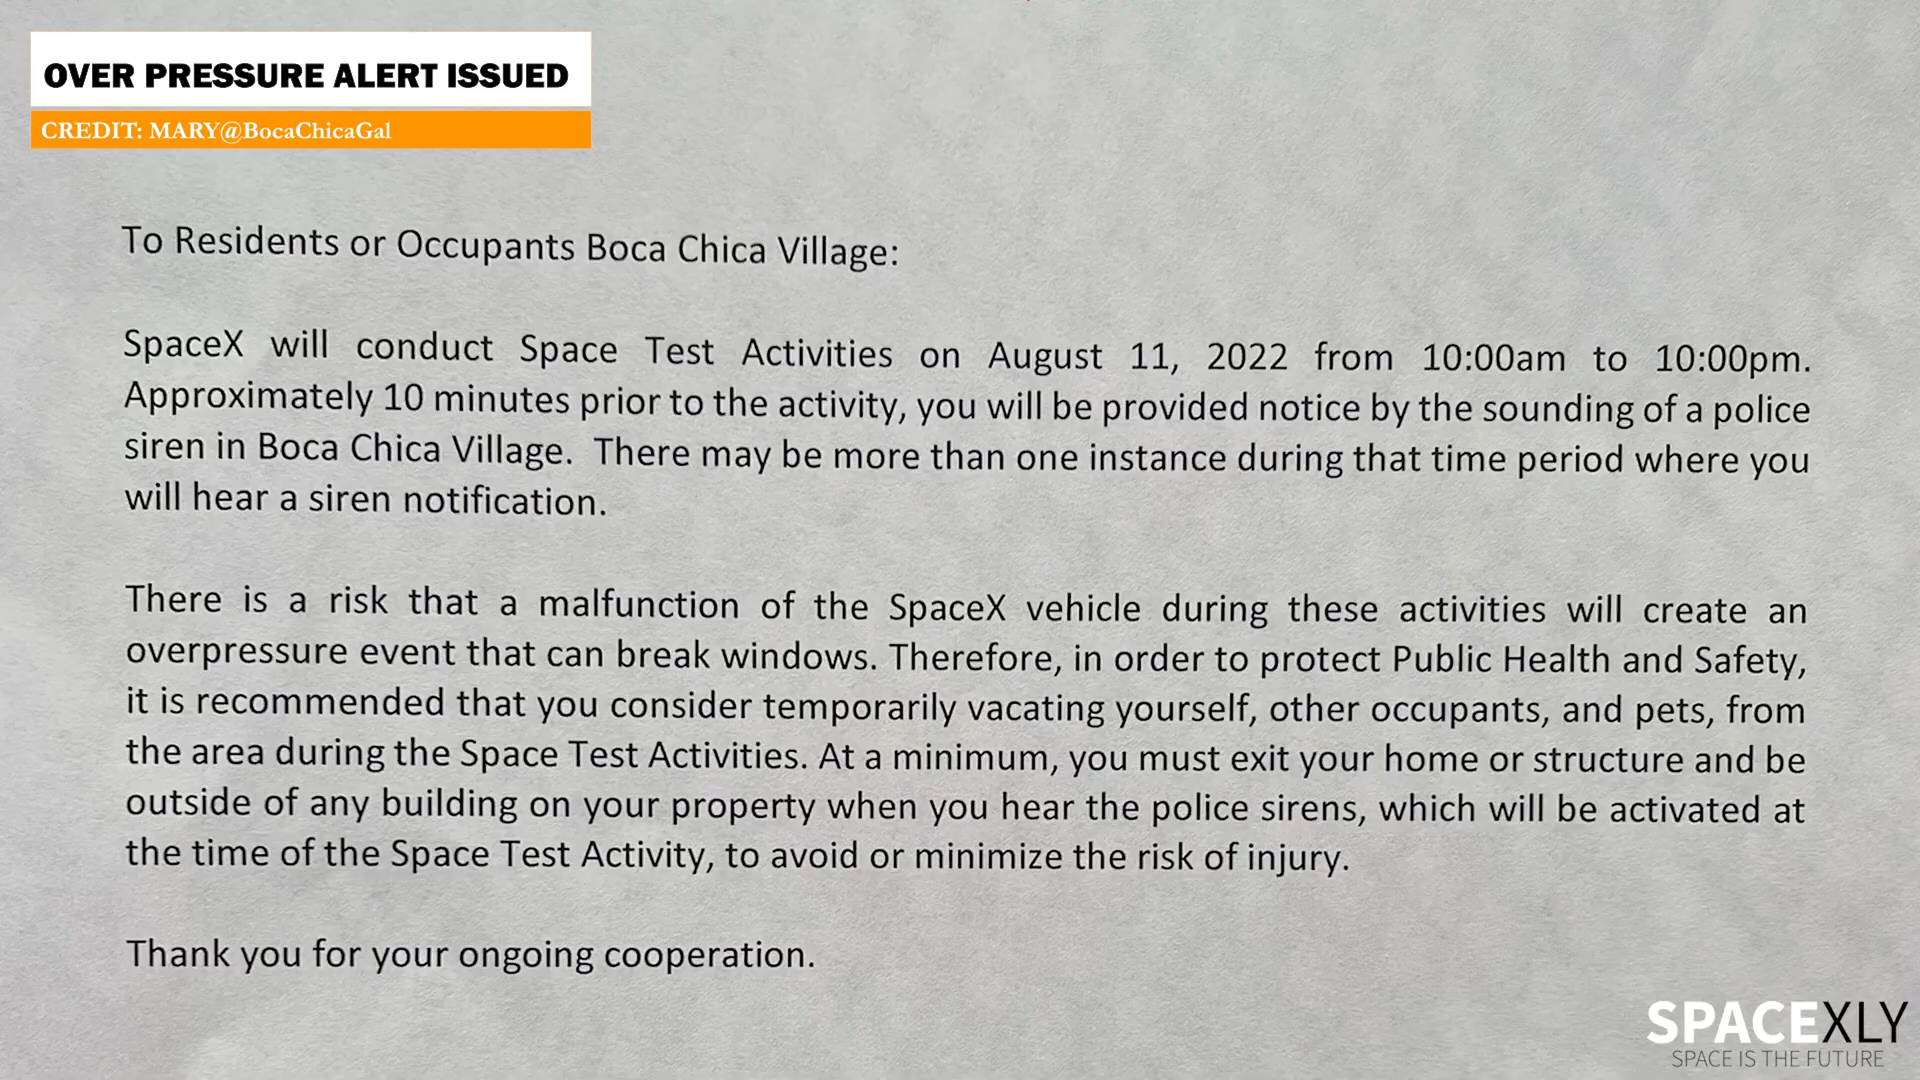 OVER PRESSURE ALERT ISSUED
CREDIT: MARY@BocaChicaGal
To Residents or Occupants Boca Chica Village:
SpaceX will conduct Space Test Activities on August 11, 2022 from 10:00am to 10:00pm.
Approximately 10 minutes prior to the activity, you will be provided notice by the sounding of a police
siren in Boca Chica Village. There may be more than one instance during that time period where you
will hear a siren notification.
There is a risk that a malfunction of the SpaceX vehicle during these activities will create an
overpressure event that can break windows. Therefore, in order to protect Public Health and Safety,
it is recommended that you consider temporarily vacating yourself, other occupants, and pets, from
the area during the Space Test Activities. At a minimum, you must exit your home or structure and be
outside of any building on your property when you hear the police sirens, which will be activated at
the time of the Space Test Activity, to avoid or minimize the risk of injury.
Thank you for your ongoing cooperation.
SPACEXLY
SPACE IS THE FUTURE